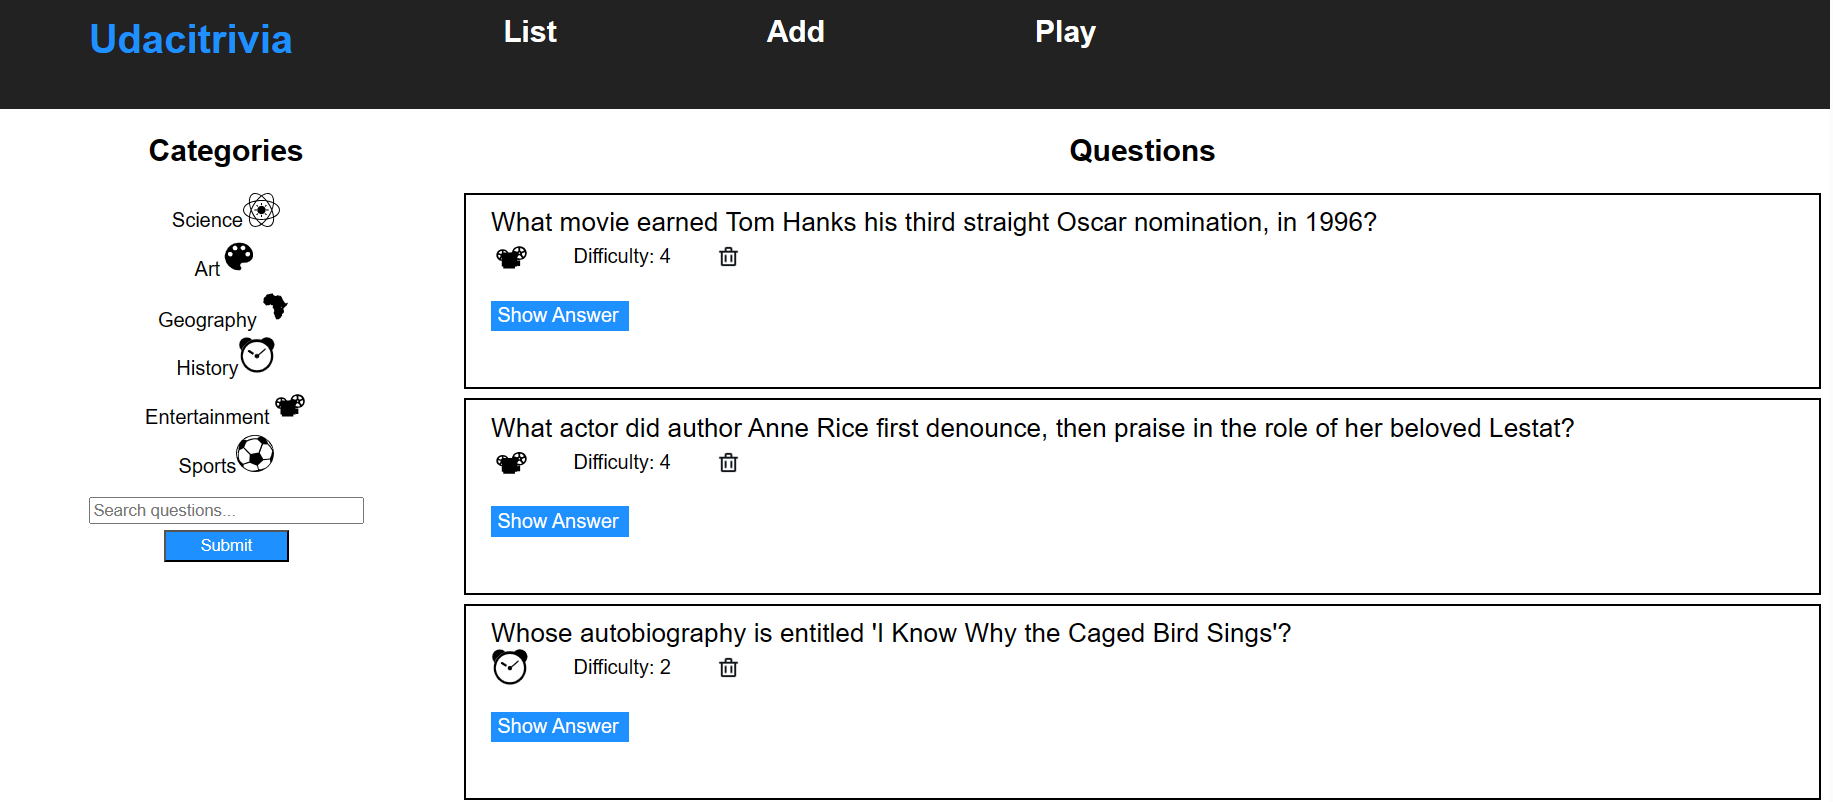 Udacitrivia
List
Add
Play
Categories
Science
Art
Geography
History
Entertainment
Sports
Search questions...
Submit
Questions
What movie earned Tom Hanks his third straight Oscar nomination, in 1996?
Difficulty: 4
Show Answer
What actor did author Anne Rice first denounce, then praise in the role of her beloved Lestat?
Difficulty: 4
Show Answer
Whose autobiography is entitled 'I Know Why the Caged Bird Sings'?
Difficulty: 2
Show Answer